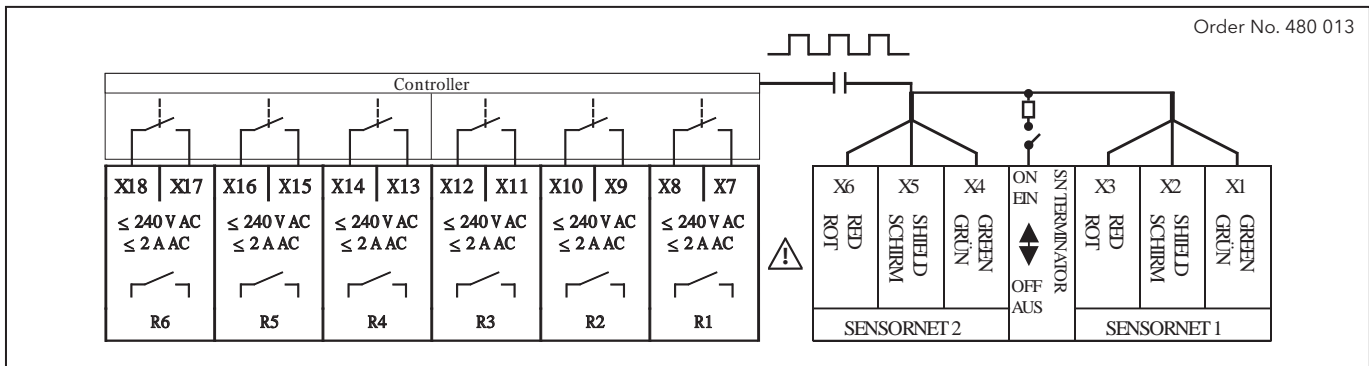 Order No. 480 013
Controller
X18 X17 X16 X15 X14 X13 X12 X11 X10 X9 X8 X7
≤ 240 V AC ≤ 240 V AC ≤ 240 V AC ≤ 240 V AC ≤ 240 V AC ≤ 240 V AC
≤ 2 A AC ≤ 2 A AC ≤ 2 A AC ≤ 2 A AC ≤ 2 A AC ≤ 2 A AC
R6 R5 R4 R3 R2 R1
X6
RED
ROT
X5
SHIELD
SCHIRM
X4
GREEN
GRÜN
SENSORNET 2
ON
EIN
OFF
AUS
SN TERMINATOR
X3
RED
ROT
X2
SHIELD
SCHIRM
X1
GREEN
GRÜN
SENSORNET 1